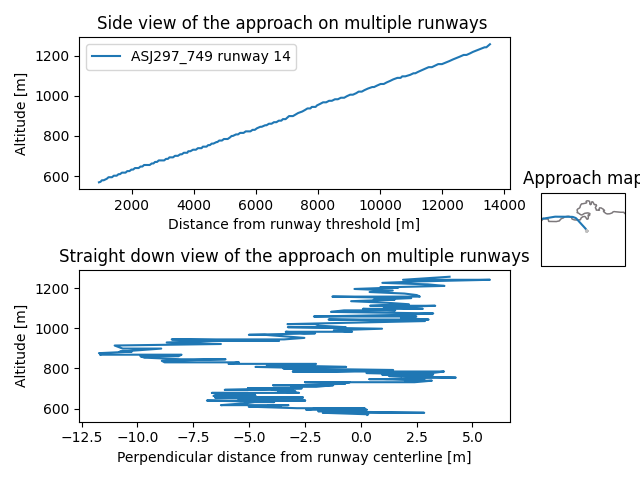 Side view of the approach on multiple runways
ASJ297_749 runway 14
Altitude [m]
1200
1000
800
600
2000 4000 6000 8000 10000 12000 14000
Distance from runway threshold [m]
Approach map
Straight down view of the approach on multiple runways
Altitude [m]
1200
1000
800
600
−12.5 −10.0 −7.5 −5.0 −2.5 0.0 2.5 5.0
Perpendicular distance from runway centerline [m]